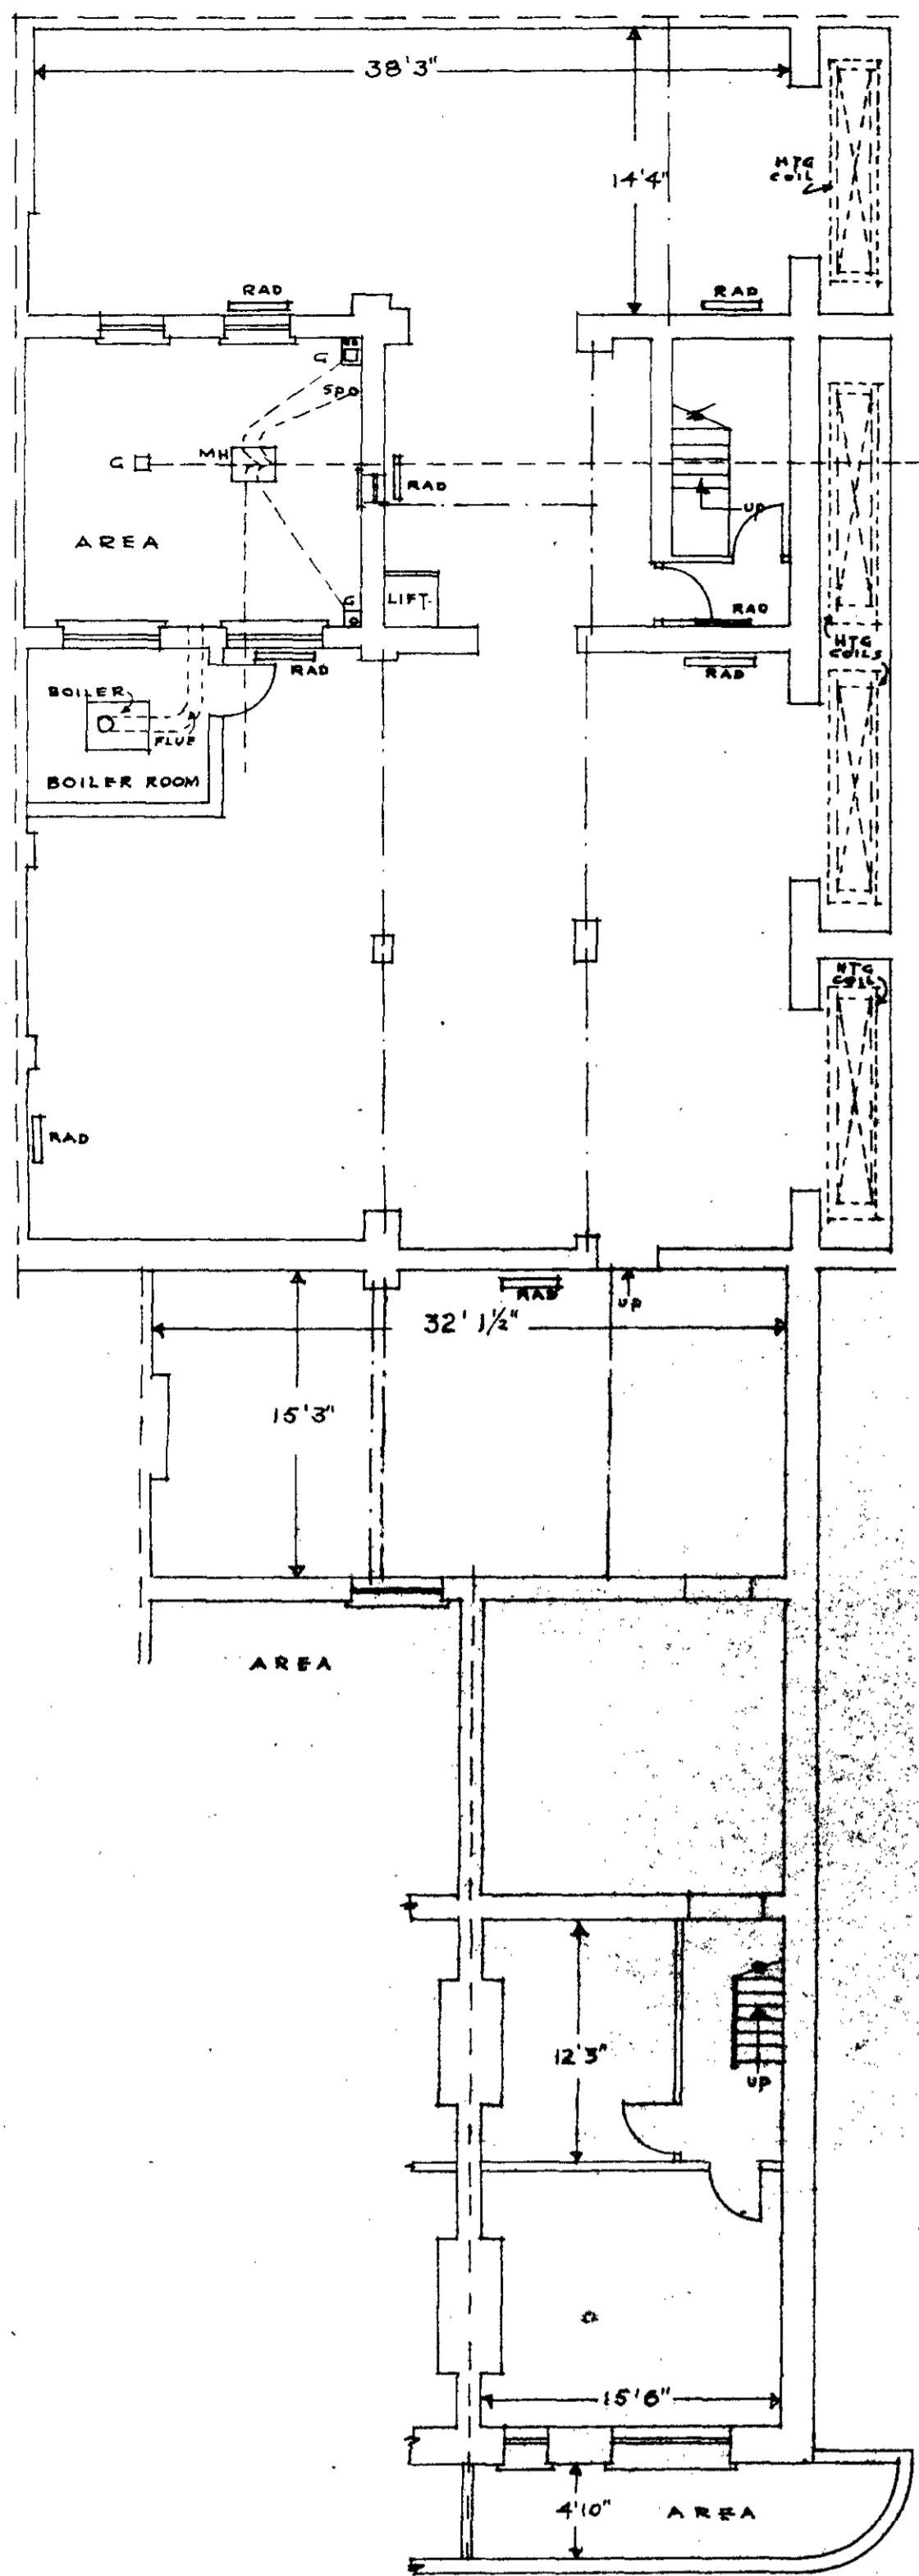 38'3"
14'4"
HTG
COIL
RAD
RAD
G
SPO
MH
G
RAD
UP
AREA
G
LIFT
RAD
HTG
COILS
RAD
RAD
BOILER
FLUE
BOILER ROOM
HTG
COIL
RAD
RAD
UP
32' 1½"
15'3"
AREA
12'3"
UP
15'6"
4'10"
AREA